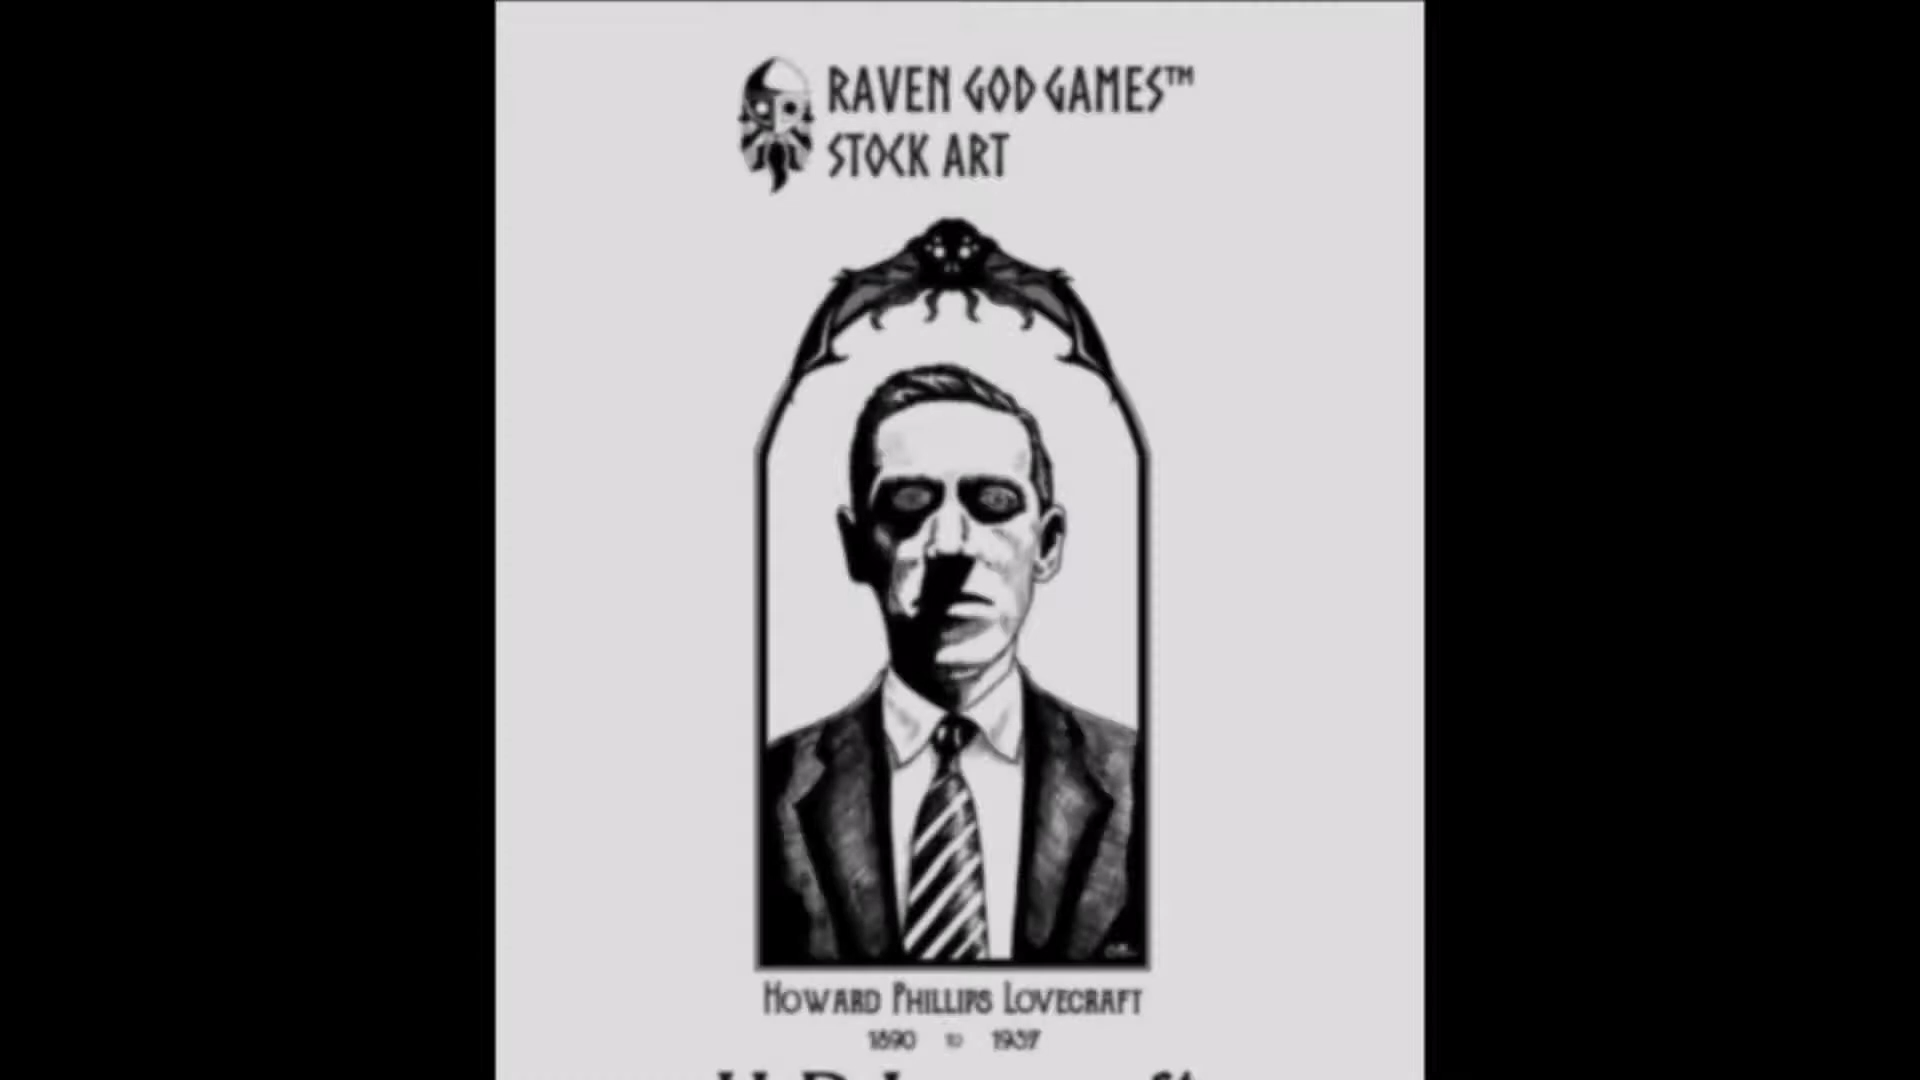 RAVEN GOD GAMES™
STOCK ART
HOWARD PHILLIPS LOVECRAFT
1890 TO 1937